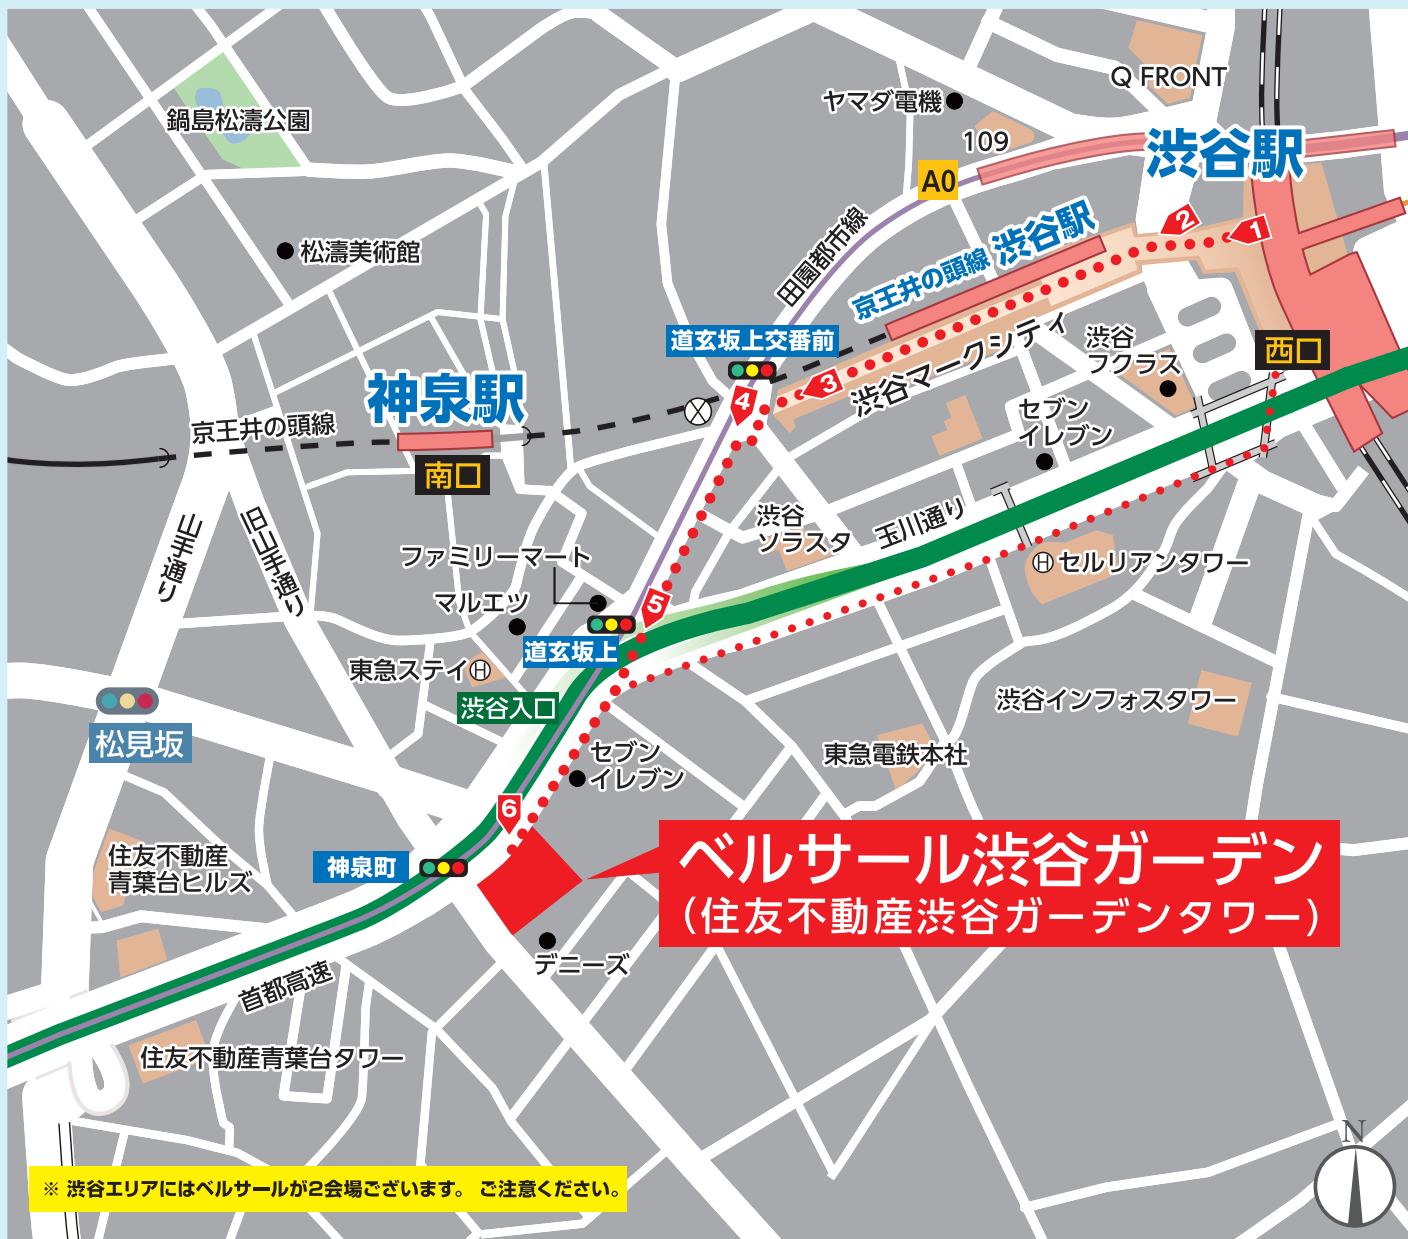 Q FRONT
ヤマダ電機
鍋島松濤公園
109
渋谷駅
A0
松濤美術館
田園都市線
京王井の頭線 渋谷駅
1
2
3
道玄坂上交番前
渋谷マークシティ
渋谷
フクラス
西口
神泉駅
4
京王井の頭線
南口
セブン
イレブン
山手通り
旧山手通り
渋谷
ソラスタ
玉川通り
ファミリーマート
セルリアンタワー
H
マルエツ
5
道玄坂上
東急ステイ
H
渋谷入口
渋谷インフォスタワー
松見坂
セブン
イレブン
東急電鉄本社
6
神泉町
住友不動産
青葉台ヒルズ
ベルサール渋谷ガーデン
(住友不動産渋谷ガーデンタワー)
デニーズ
首都高速
住友不動産青葉台タワー
N
※ 渋谷エリアにはベルサールが2会場ございます。 ご注意ください。